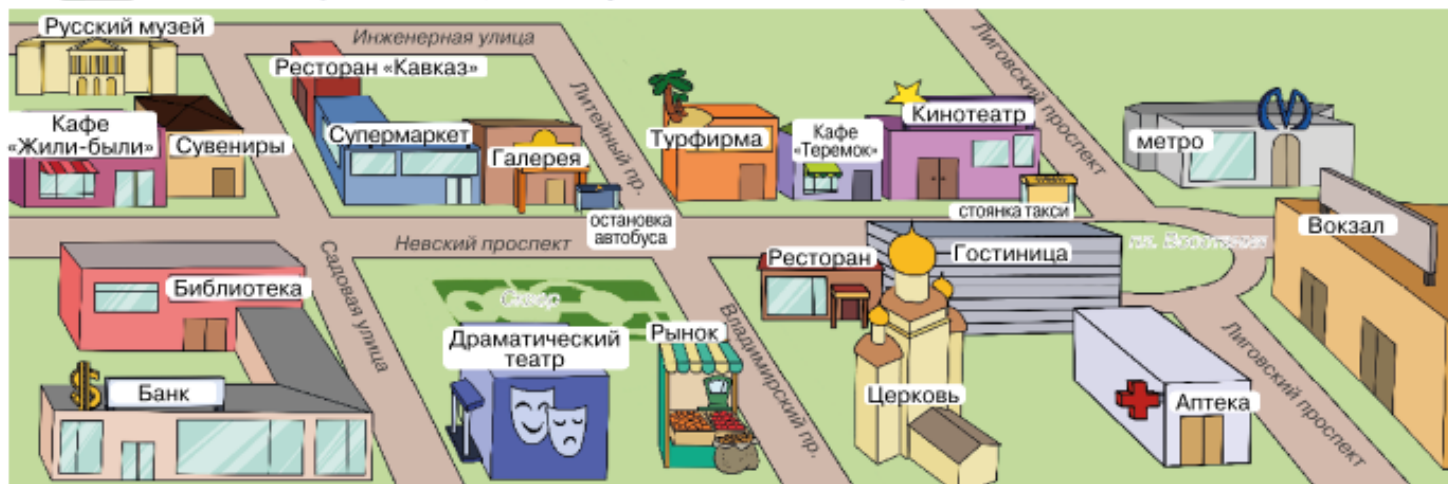 Русский музей
Инженерная улица
Ресторан «Кавказ»
Лиговский проспект
Кафе
«Жили-были»
Сувениры
Супермаркет
Галерея
Литейный пр.
Турфирма
Кафе
«Теремок»
Кинотеатр
метро
остановка
автобуса
стоянка такси
Вокзал
Невский проспект
Садовая улица
Библиотека
Ресторан
Гостиница
пл.
Сквер
Драматический
театр
Рынок
Владимирский пр.
$
Банк
Церковь
Аптека
Лиговский проспект